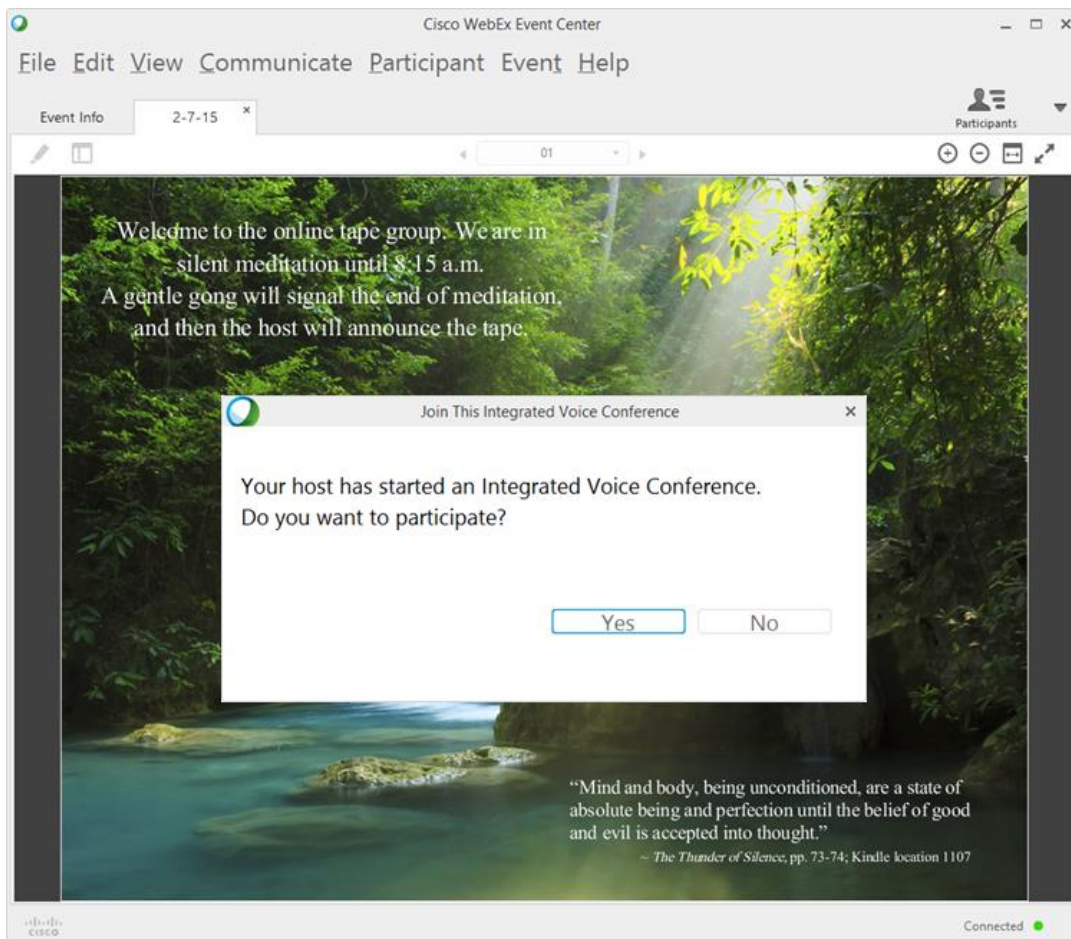 Cisco WebEx Event Center
File Edit View Communicate Participant Event Help
Event Info
2-7-15
Participants
01
Welcome to the online tape group. We are in
silent meditation until 8:15 a.m.
A gentle gong will signal the end of meditation,
and then the host will announce the tape.
Join This Integrated Voice Conference
Your host has started an Integrated Voice Conference.
Do you want to participate?
Yes No
“Mind and body, being unconditioned, are a state of
absolute being and perfection until the belief of good
and evil is accepted into thought.”
~ The Thunder of Silence, pp. 73-74; Kindle location 1107
CISCO
Connected